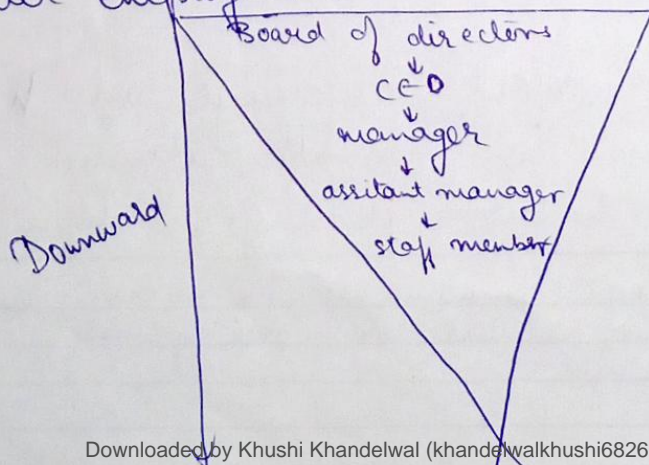 Board of directors
↓
CEO
↓
manager
↓
assitant manager
↓
staff member
Downward
Downloaded by Khushi Khandelwal (khandelwalkhushi6826